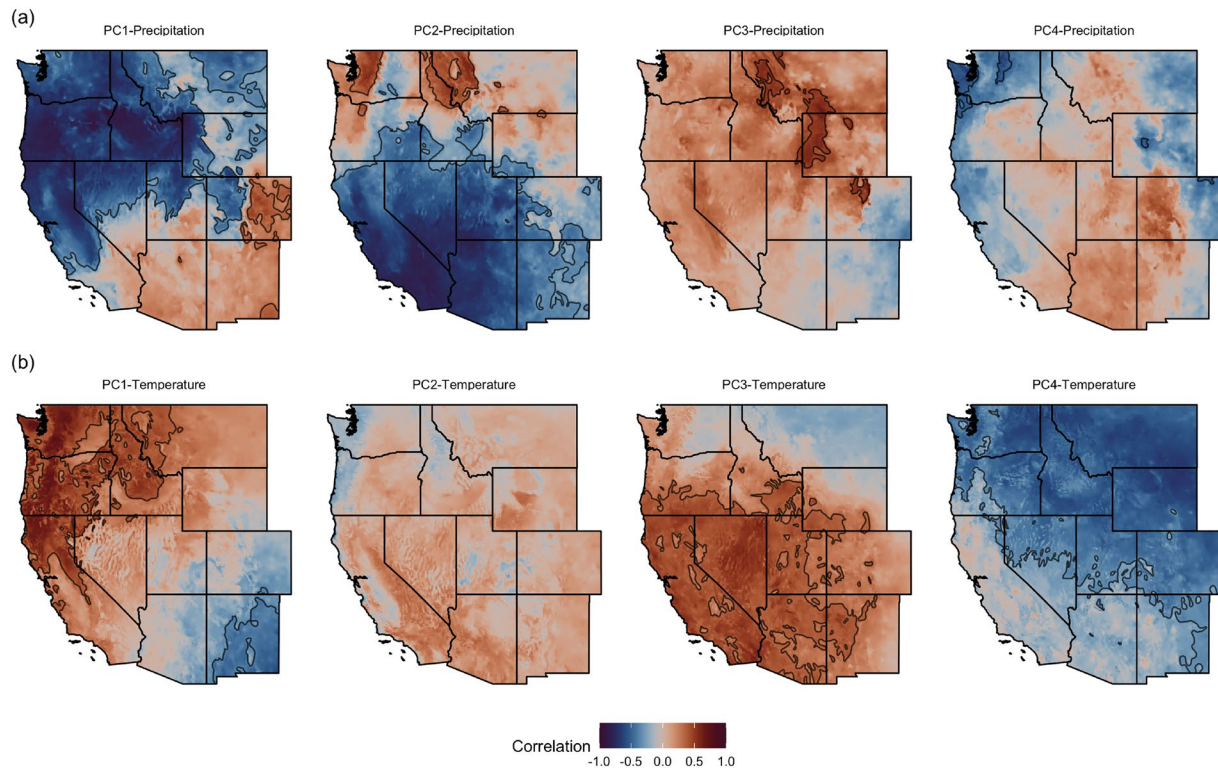 (a)
PC1-Precipitation PC2-Precipitation PC3-Precipitation PC4-Precipitation
(b)
PC1-Temperature PC2-Temperature PC3-Temperature PC4-Temperature
Correlation
-1.0 -0.5 0.0 0.5 1.0